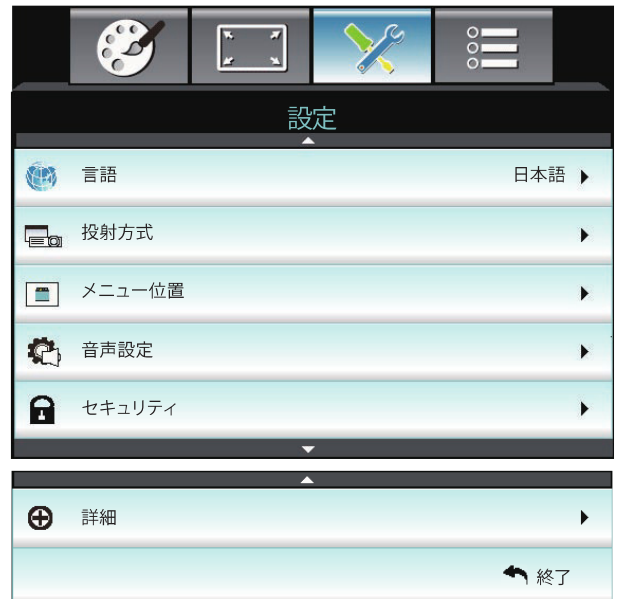 設定
言語 日本語
投射方式
メニュー位置
音声設定
セキュリティ
詳細
終了